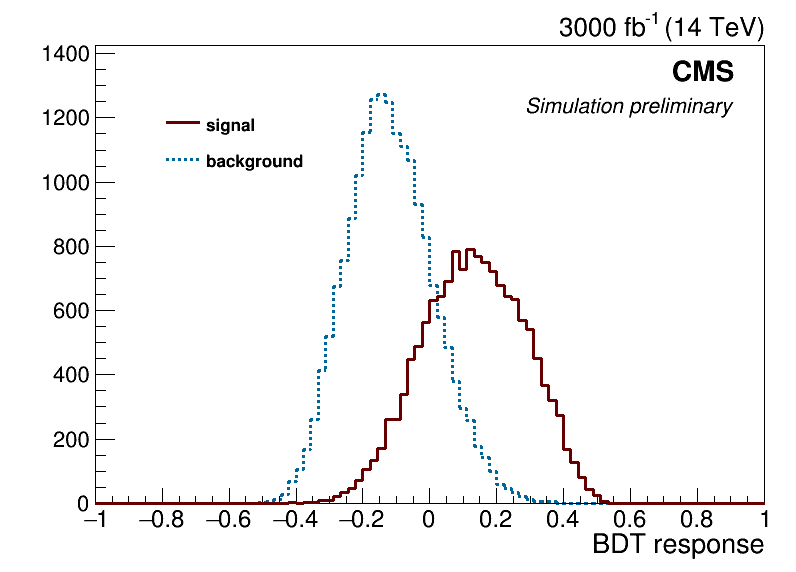 3000 fb⁻¹ (14 TeV)
CMS
Simulation preliminary
signal
background
1400
1200
1000
800
600
400
200
0
−1 −0.8 −0.6 −0.4 −0.2 0 0.2 0.4 0.6 0.8 1
BDT response